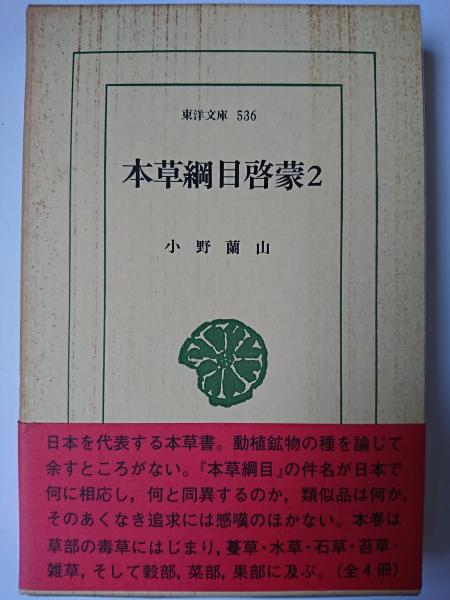 東洋文庫 536
本草綱目啓蒙2
小野蘭山
日本を代表する本草書。動植鉱物の種を論じて
余すところがない。『本草綱目』の件名が日本で
何に相応し，何と同異するのか，類似品は何か，
そのあくなき追求には感嘆のほかない。本巻は
草部の毒草にはじまり，蔓草・水草・石草・苔草・
雑草，そして穀部，菜部，果部に及ぶ。（全4冊）